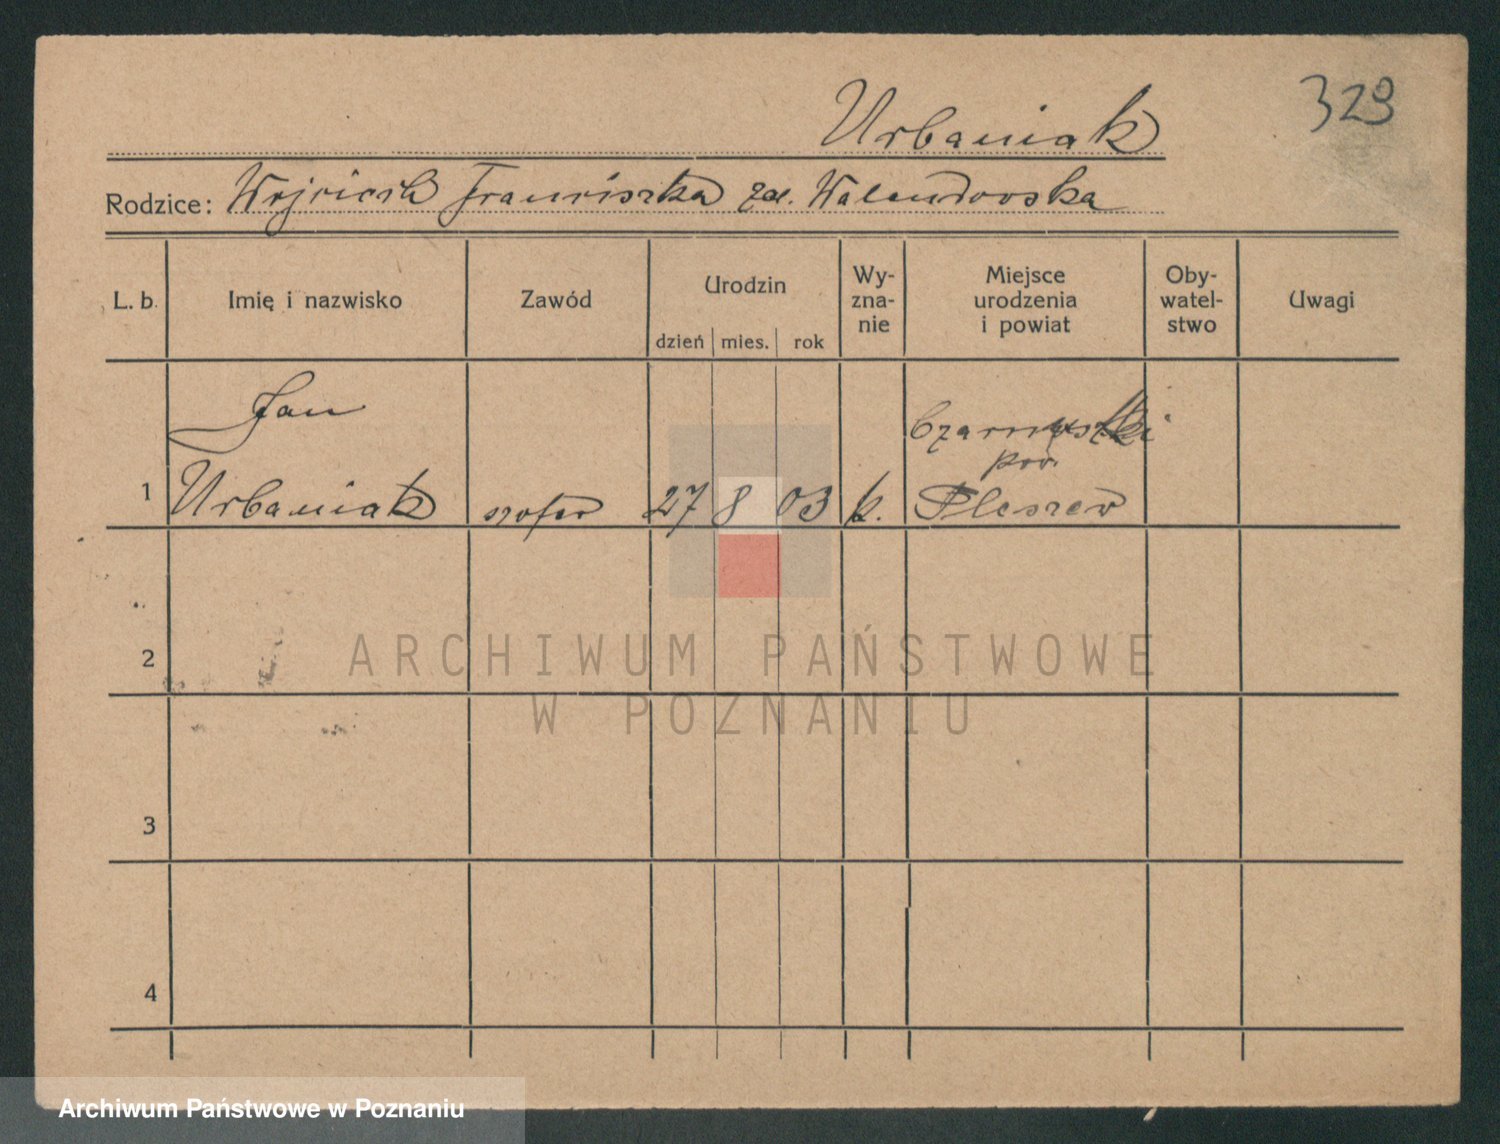 329
Urbaniak
Rodzice: Wojciech Franciszka zd. Walendowska
L. b. Imię i nazwisko Zawód Urodzin Wy-zna-nie Miejsce urodzenia i powiat Oby-watel-stwo Uwagi
dzień mies. rok
Jan
Czarnuszki
pow.
1 Urbaniak szofer 27 8 03 k. Pleszew
2
3
4
ARCHIWUM PAŃSTWOWE
W POZNANIU
Archiwum Państwowe w Poznaniu